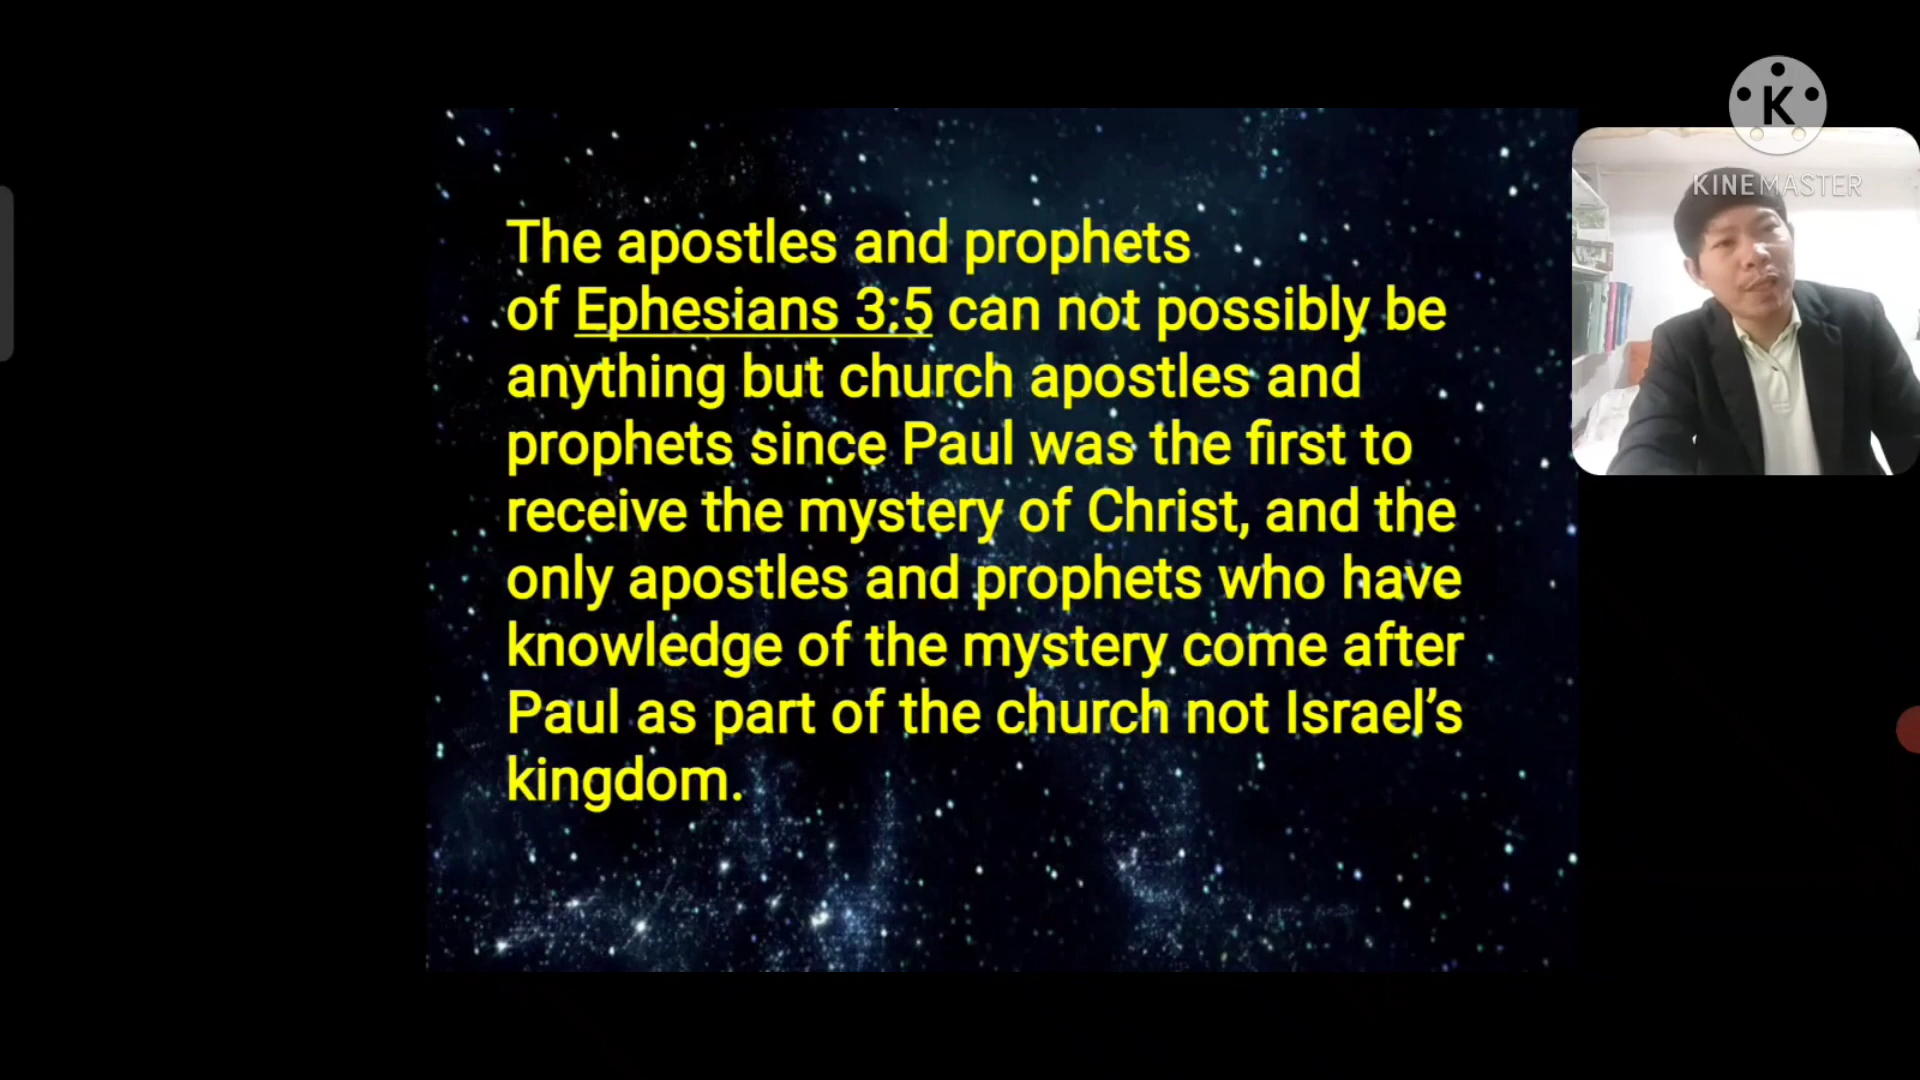 K
KINEMASTER
The apostles and prophets
of Ephesians 3:5 can not possibly be
anything but church apostles and
prophets since Paul was the first to
receive the mystery of Christ, and the
only apostles and prophets who have
knowledge of the mystery come after
Paul as part of the church not Israel’s
kingdom.